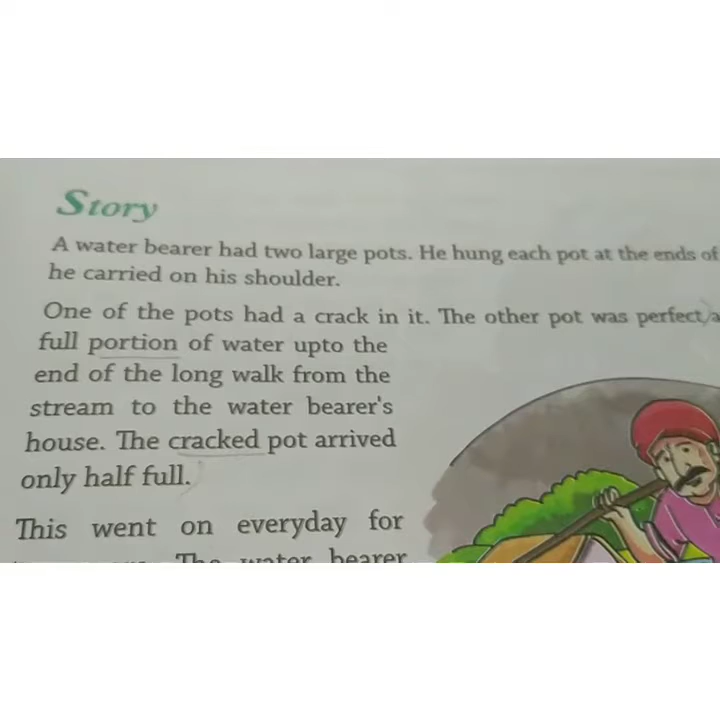 Story
A water bearer had two large pots. He hung each pot at the ends of
he carried on his shoulder.
One of the pots had a crack in it. The other pot was perfect a
full portion of water upto the
end of the long walk from the
stream to the water bearer's
house. The cracked pot arrived
only half full.
This went on everyday for
The water bearer